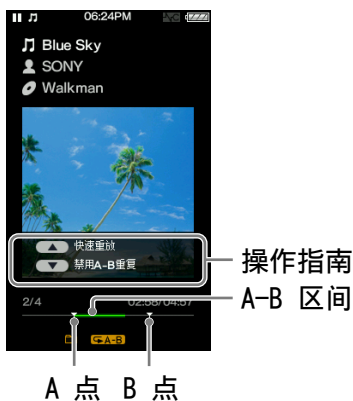 06:24PM
Blue Sky
SONY
Walkman
快速重放
禁用A-B重复
操作指南
2/4 02:58/04:57
A-B 区间
A-B
A 点 B 点